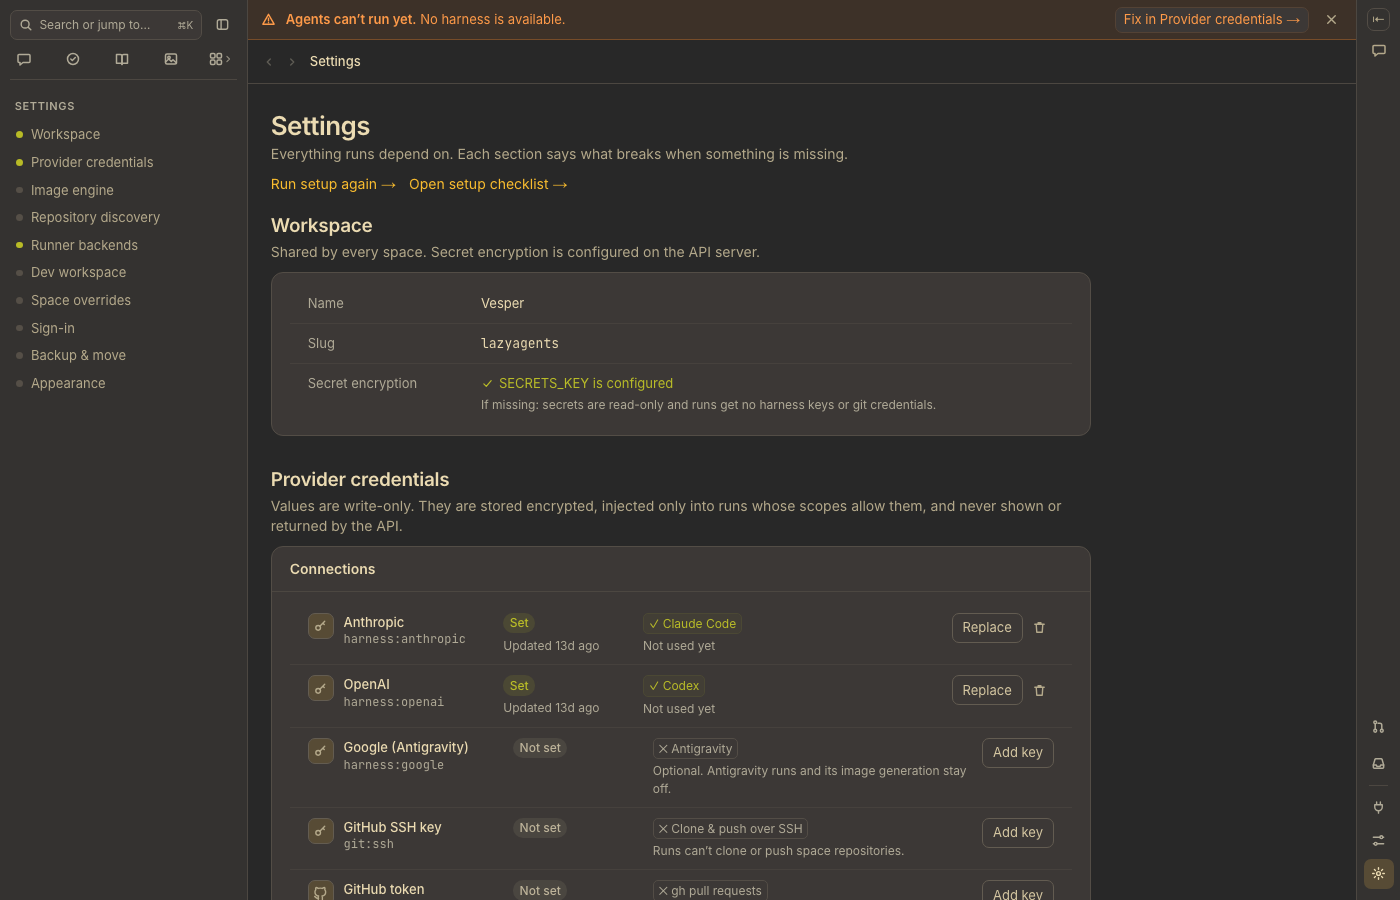 Search or jump to... ⌘K
Agents can't run yet. No harness is available.
Fix in Provider credentials →
Settings
SETTINGS
Workspace
Provider credentials
Image engine
Repository discovery
Runner backends
Dev workspace
Space overrides
Sign-in
Backup & move
Appearance
Settings
Everything runs depend on. Each section says what breaks when something is missing.
Run setup again → Open setup checklist →
Workspace
Shared by every space. Secret encryption is configured on the API server.
Name Vesper
Slug lazyagents
Secret encryption ✓ SECRETS_KEY is configured
If missing: secrets are read-only and runs get no harness keys or git credentials.
Provider credentials
Values are write-only. They are stored encrypted, injected only into runs whose scopes allow them, and never shown or
returned by the API.
Connections
Anthropic Set ✓ Claude Code Replace
harness:anthropic Updated 13d ago Not used yet
OpenAI Set ✓ Codex Replace
harness:openai Updated 13d ago Not used yet
Google (Antigravity) Not set × Antigravity Add key
harness:google Optional. Antigravity runs and its image generation stay
off.
GitHub SSH key Not set × Clone & push over SSH Add key
git:ssh Runs can't clone or push space repositories.
GitHub token Not set × gh pull requests Add key